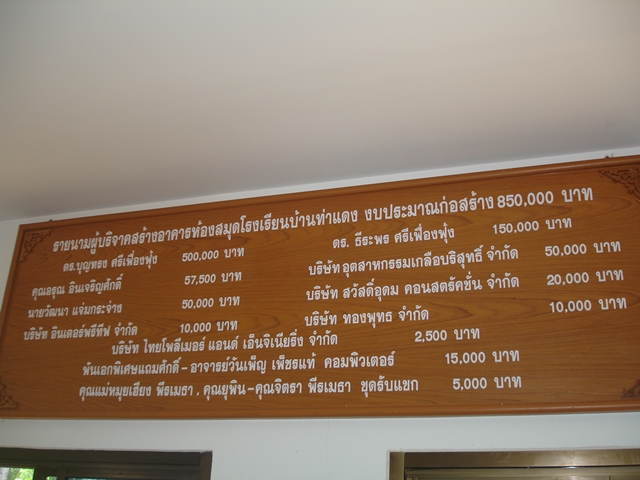 รายนามผู้บริจาคสร้างอาคารห้องสมุดโรงเรียนบ้านท่าแดง งบประมาณก่อสร้าง 850,000 บาท
ดร.บุญทรง ศรีเฟื่องฟุ้ง 500,000 บาท ดร. ธีระพร ศรีเฟื่องฟุ้ง 150,000 บาท
คุณอรุณ อินเจริญศักดิ์ 57,500 บาท บริษัท อุตสาหกรรมเกลือบริสุทธิ์ จำกัด 50,000 บาท
นายวัฒนา แจ่มกระจ่าง 50,000 บาท บริษัท สวัสดิ์อุดม คอนสตรัคชั่น จำกัด 20,000 บาท
บริษัท อินเตอร์พรีทีฟ จำกัด 10,000 บาท บริษัท ทองพุทธ จำกัด 10,000 บาท
บริษัท ไทยโพลีเมอร์ แอนด์ เอ็นจิเนียริ่ง จำกัด 2,500 บาท
พันเอกพิเศษแถมศักดิ์ - อาจารย์วันเพ็ญ เพ็ชรแท้ คอมพิวเตอร์ 15,000 บาท
คุณแม่หมุยเฮียง พีรเมธา , คุณยุพิน - คุณจิตรา พีรเมธา ขุดรับแขก 5,000 บาท